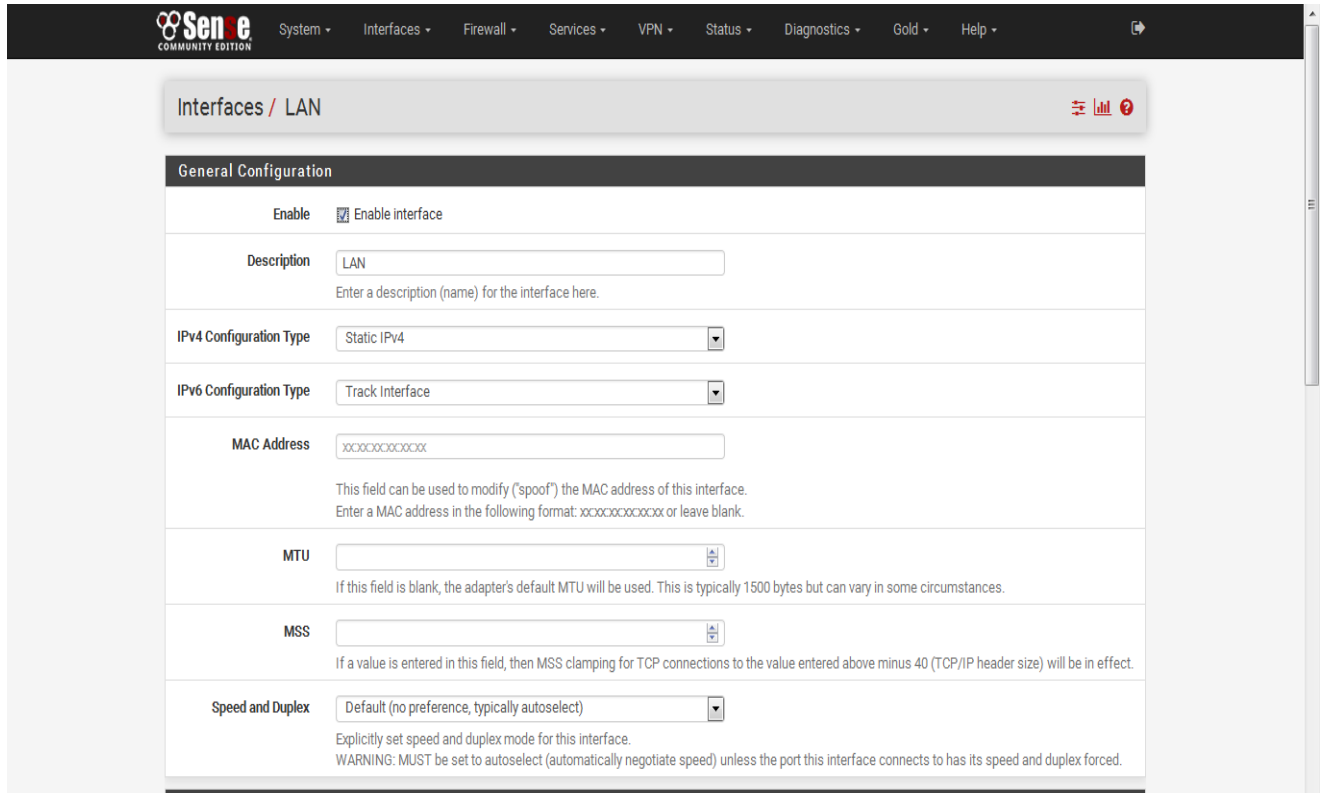 Sense
COMMUNITY EDITION
System
Interfaces
Firewall
Services
VPN
Status
Diagnostics
Gold
Help
Interfaces / LAN
General Configuration
Enable
Enable interface
Description
LAN
Enter a description (name) for the interface here.
IPv4 Configuration Type
Static IPv4
IPv6 Configuration Type
Track Interface
MAC Address
xx:xx:xx:xx:xx:xx
This field can be used to modify ("spoof") the MAC address of this interface.
Enter a MAC address in the following format: xx:xx:xx:xx:xx:xx or leave blank.
MTU
If this field is blank, the adapter's default MTU will be used. This is typically 1500 bytes but can vary in some circumstances.
MSS
If a value is entered in this field, then MSS clamping for TCP connections to the value entered above minus 40 (TCP/IP header size) will be in effect.
Speed and Duplex
Default (no preference, typically autoselect)
Explicitly set speed and duplex mode for this interface.
WARNING: MUST be set to autoselect (automatically negotiate speed) unless the port this interface connects to has its speed and duplex forced.